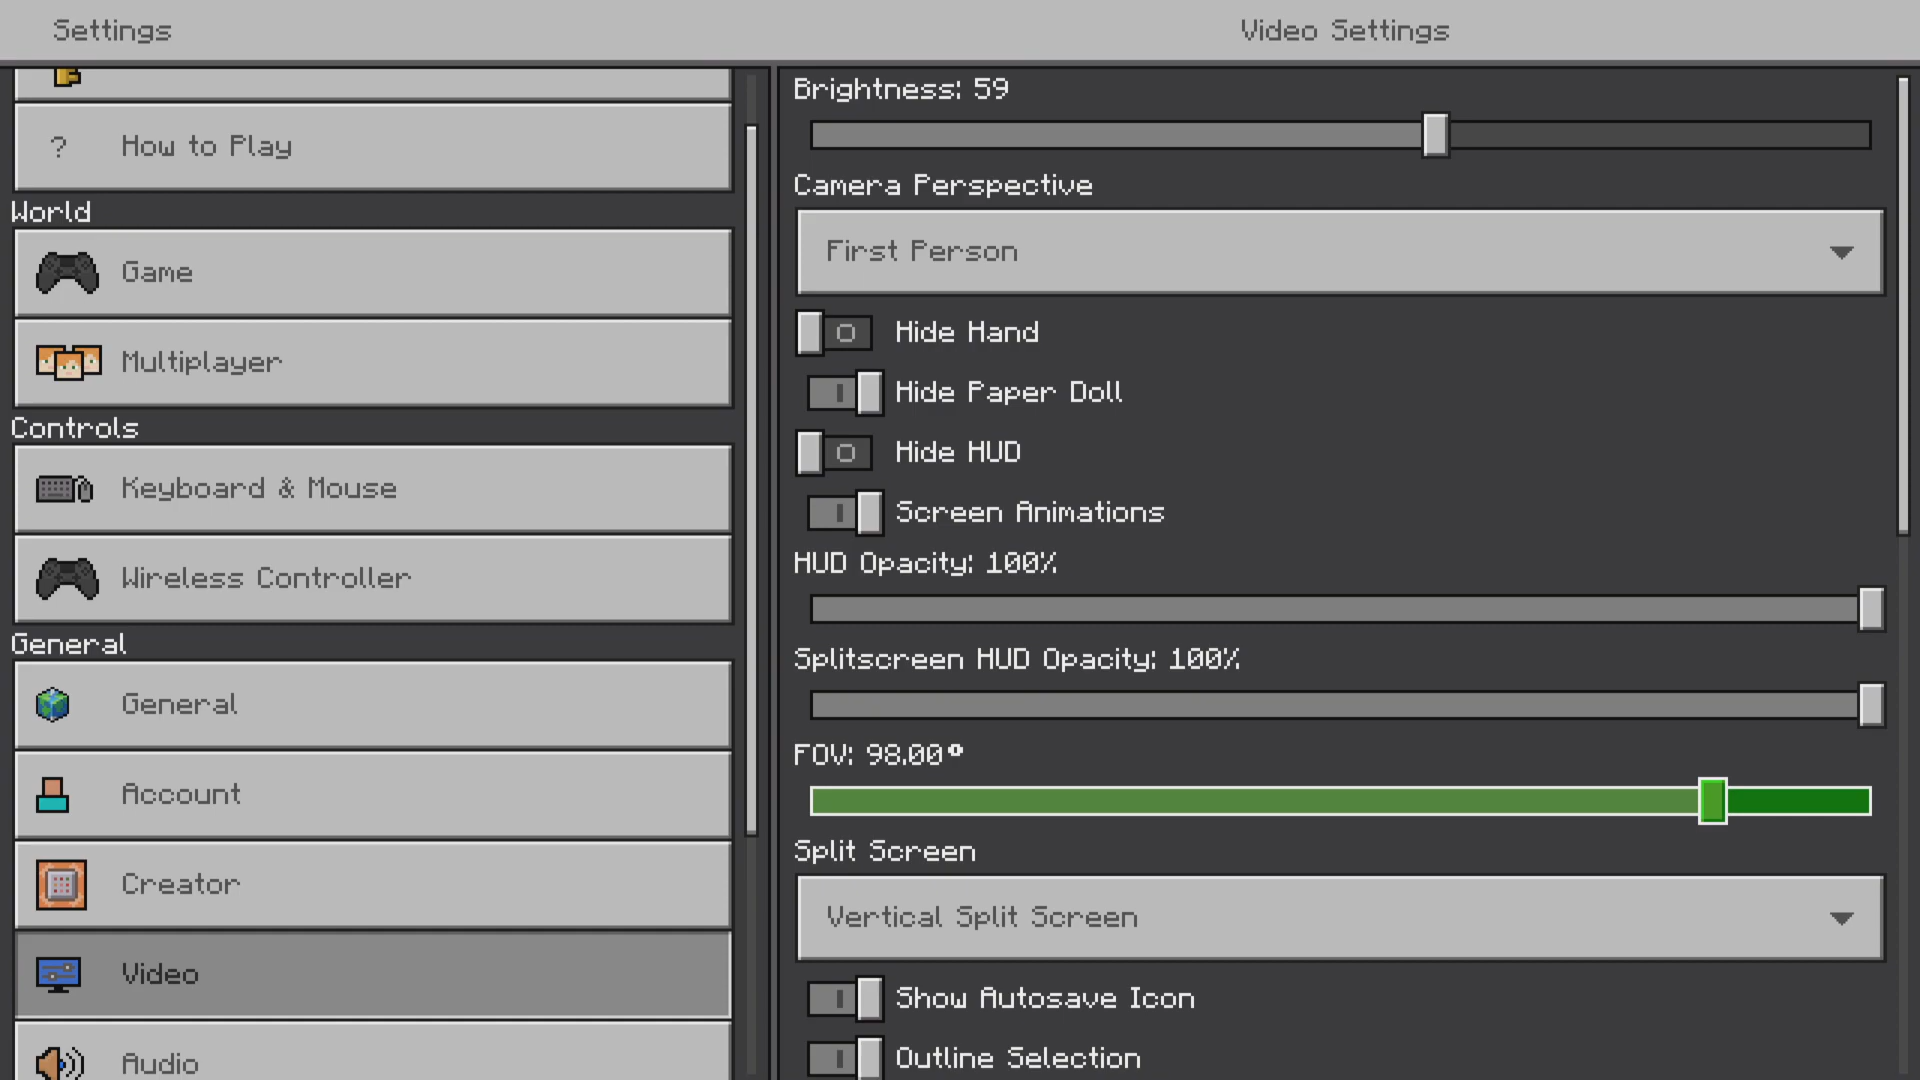 Settings
Video Settings
? How to Play
World
Game
Multiplayer
Controls
Keyboard & Mouse
Wireless Controller
General
General
Account
Creator
Video
Audio
Brightness: 59
Camera Perspective
First Person
Hide Hand
Hide Paper Doll
Hide HUD
Screen Animations
HUD Opacity: 100%
Splitscreen HUD Opacity: 100%
FOV: 98.00°
Split Screen
Vertical Split Screen
Show Autosave Icon
Outline Selection